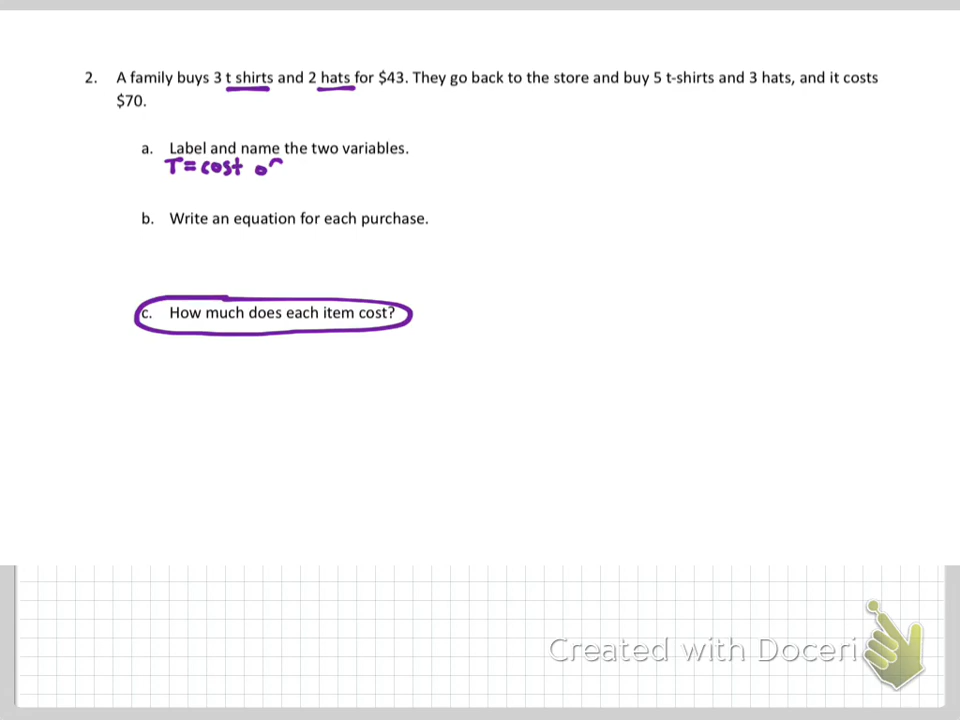 2. A family buys 3 t shirts and 2 hats for $43. They go back to the store and buy 5 t-shirts and 3 hats, and it costs
$70.
a. Label and name the two variables.
T=cost
b. Write an equation for each purchase.
c. How much does each item cost?
Created with Doceri